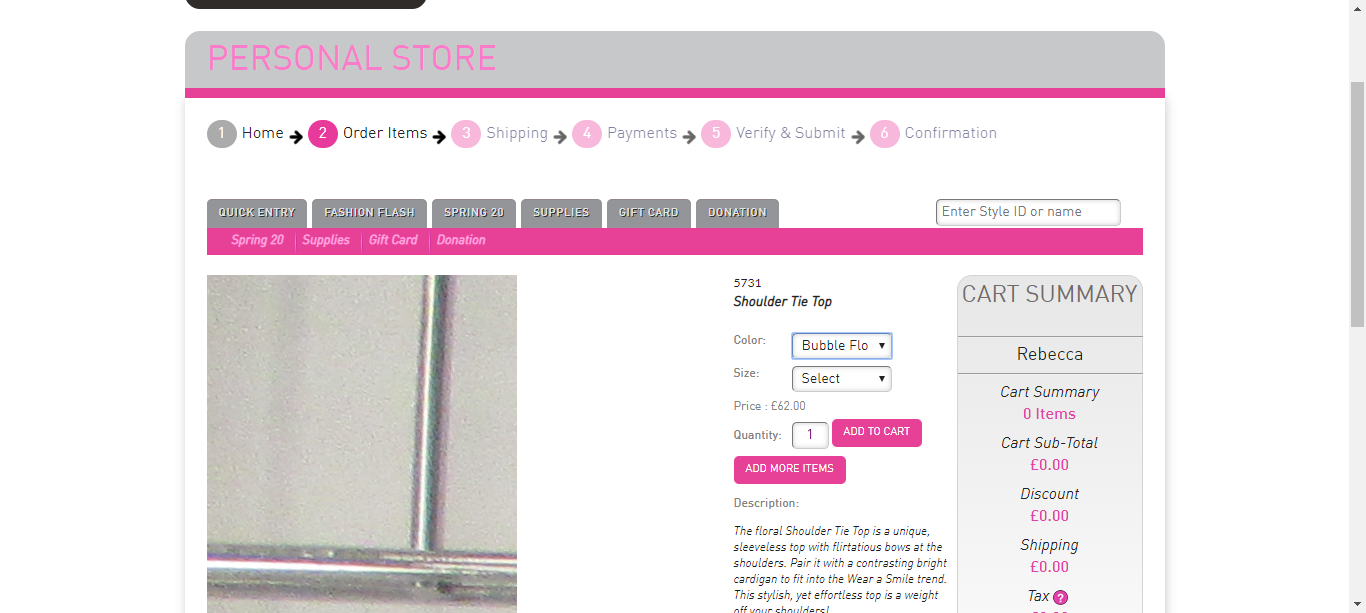 PERSONAL STORE
1 Home 2 Order Items 3 Shipping 4 Payments 5 Verify & Submit 6 Confirmation
QUICK ENTRY FASHION FLASH SPRING 20 SUPPLIES GIFT CARD DONATION Enter Style ID or name
Spring 20 Supplies Gift Card Donation
5731
Shoulder Tie Top
Color: Bubble Flo
Size: Select
Price : £62.00
Quantity: 1 ADD TO CART
ADD MORE ITEMS
Description:
The floral Shoulder Tie Top is a unique,
sleeveless top with flirtatious bows at the
shoulders. Pair it with a contrasting bright
cardigan to fit into the Wear a Smile trend.
This stylish, yet effortless top is a weight
off your shoulders!
CART SUMMARY
Rebecca
Cart Summary
0 Items
Cart Sub-Total
£0.00
Discount
£0.00
Shipping
£0.00
Tax ?